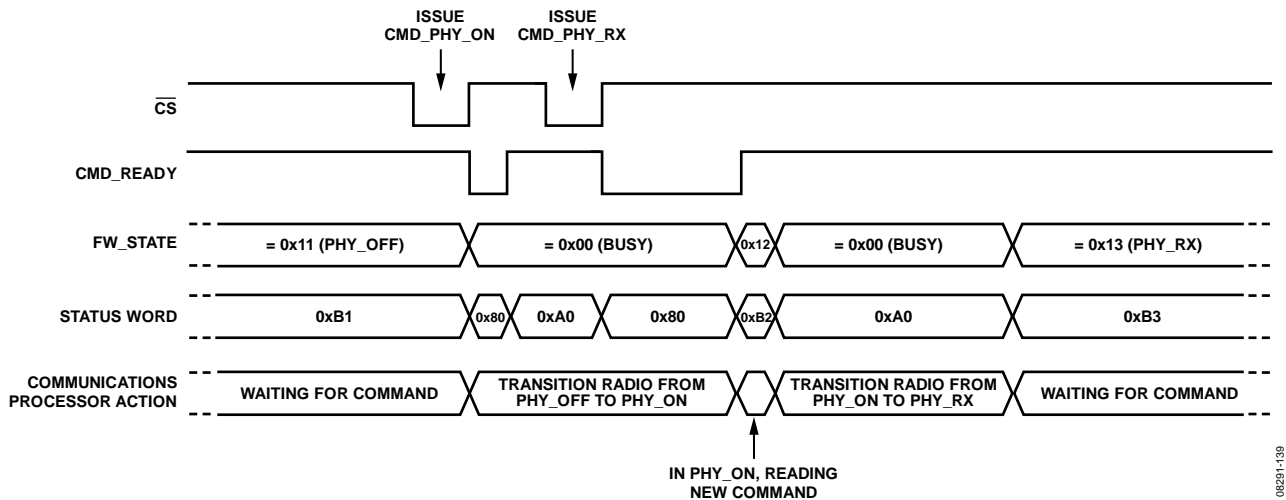 ISSUE
CMD_PHY_ON
ISSUE
CMD_PHY_RX
CS
CMD_READY
FW_STATE
= 0x11 (PHY_OFF)
= 0x00 (BUSY)
0x12
= 0x00 (BUSY)
= 0x13 (PHY_RX)
STATUS WORD
0xB1
0x80
0xA0
0x80
0xB2
0xA0
0xB3
COMMUNICATIONS
PROCESSOR ACTION
WAITING FOR COMMAND
TRANSITION RADIO FROM
PHY_OFF TO PHY_ON
TRANSITION RADIO FROM
PHY_ON TO PHY_RX
WAITING FOR COMMAND
IN PHY_ON, READING
NEW COMMAND
08291-139